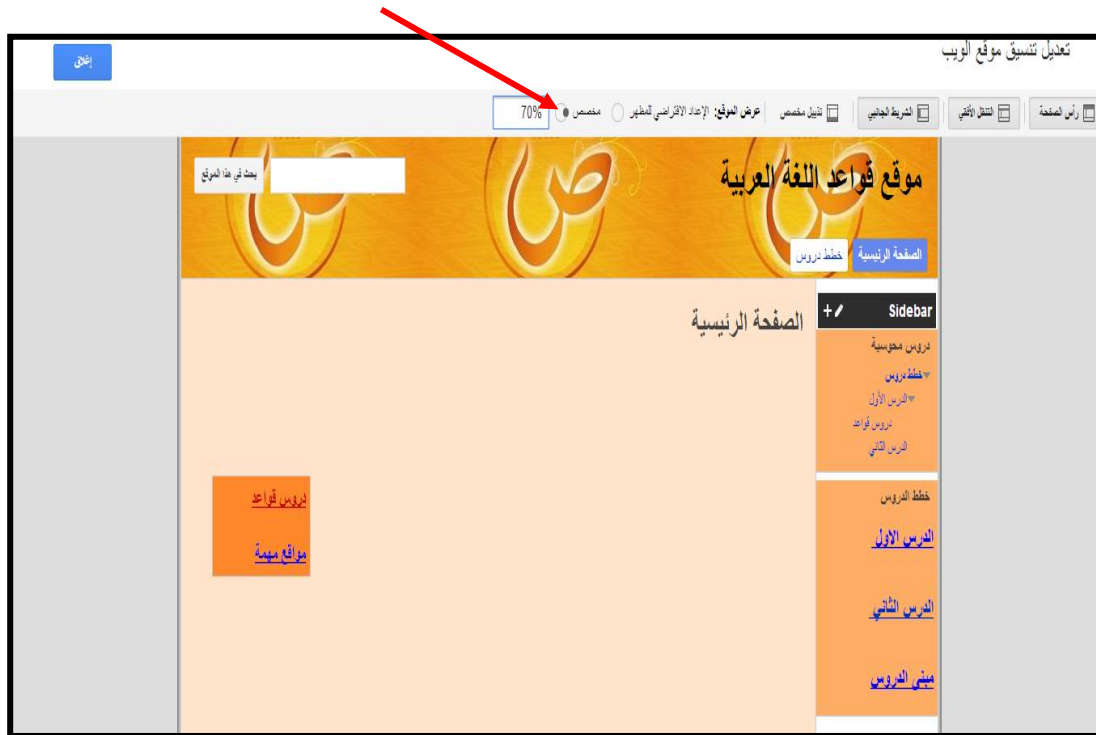 تعديل تنسيق موقع الويب
إغلاق
رأس الصفحة
التنقل الأفقي
الشريط الجانبي
تذييل مخصص
عرض الموقع: الإعداد الافتراضي للمظهر مخصص 70%
موقع قواعد اللغة العربية
بحث في هذا الموقع
الصفحة الرئيسية خطط دروس
Sidebar
الصفحة الرئيسية
دروس محوسبة
خطط دروس
الدرس الأول
دروس قواعد
الدرس الثاني
خطط الدروس
الدرس الاول
الدرس الثاني
مبنى الدروس
دروس قواعد
مواقع مهمة